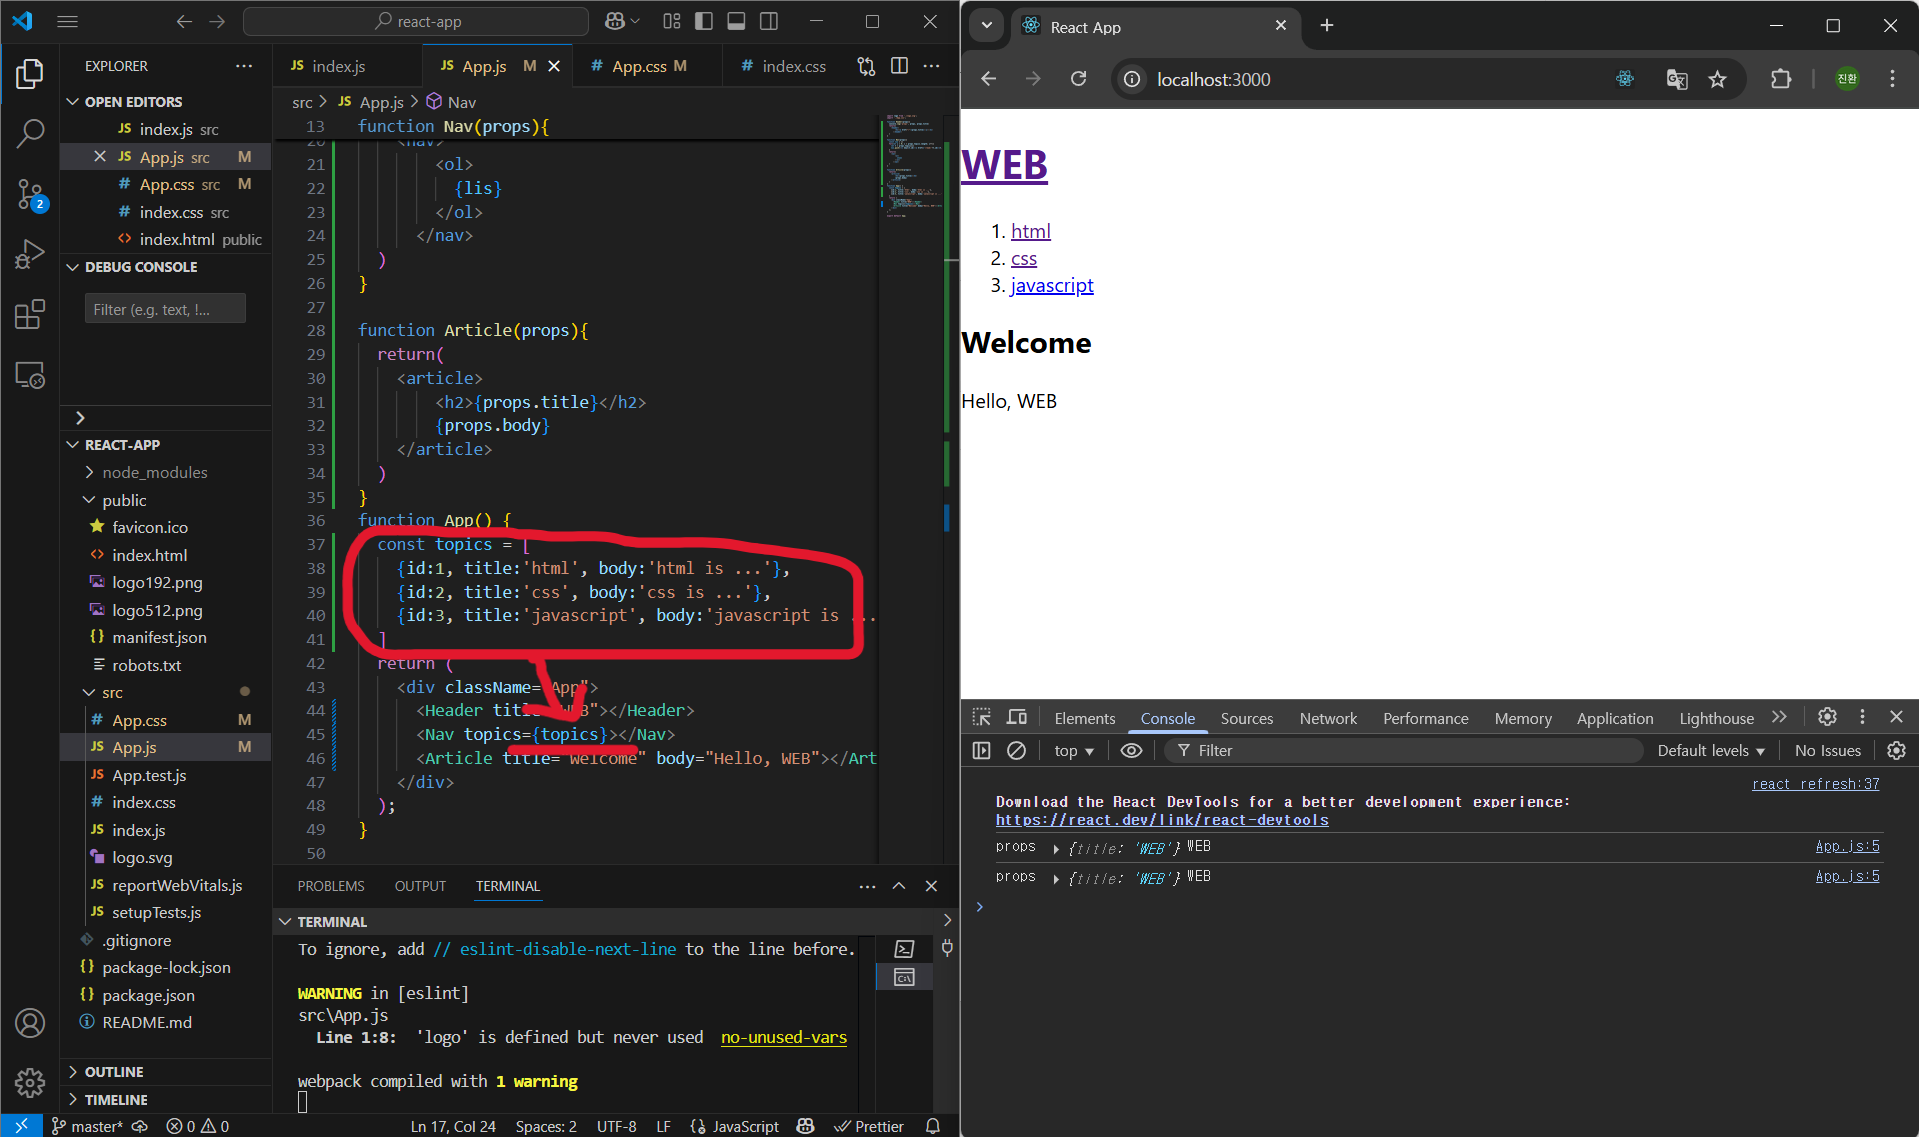 react-app
EXPLORER
OPEN EDITORS
index.js src
App.js src M
App.css src M
index.css src
index.html public
DEBUG CONSOLE
Filter (e.g. text, !...
REACT-APP
node_modules
public
favicon.ico
index.html
logo192.png
logo512.png
manifest.json
robots.txt
src
App.css M
App.js M
App.test.js
index.css
index.js
logo.svg
reportWebVitals.js
setupTests.js
.gitignore
package-lock.json
package.json
README.md
OUTLINE
TIMELINE
JS index.js
JS App.js M
# App.css M
# index.css
src > JS App.js > Nav
13 function Nav(props){
20 <nav>
21 <ol>
22 {lis}
23 </ol>
24 </nav>
25 )
26 }
27
28 function Article(props){
29 return(
30 <article>
31 <h2>{props.title}</h2>
32 {props.body}
33 </article>
34 )
35 }
36 function App() {
37 const topics = [
38 {id:1, title:'html', body:'html is ...'},
39 {id:2, title:'css', body:'css is ...'},
40 {id:3, title:'javascript', body:'javascript is ...
41 ]
42 return (
43 <div className="App">
44 <Header title="WEB"></Header>
45 <Nav topics={topics}></Nav>
46 <Article title="Welcome" body="Hello, WEB"></Art
47 </div>
48 );
49 }
50
PROBLEMS OUTPUT TERMINAL
TERMINAL
To ignore, add // eslint-disable-next-line to the line before.
WARNING in [eslint]
src\App.js
Line 1:8: 'logo' is defined but never used no-unused-vars
webpack compiled with 1 warning
master* 0 0 Ln 17, Col 24 Spaces: 2 UTF-8 LF {} JavaScript Prettier
React App
localhost:3000
진환
WEB
1. html
2. css
3. javascript
Welcome
Hello, WEB
Elements Console Sources Network Performance Memory Application Lighthouse
top Filter Default levels No Issues
react refresh:37
Download the React DevTools for a better development experience:
https://react.dev/link/react-devtools
props {title: 'WEB'} WEB App.js:5
props {title: 'WEB'} WEB App.js:5